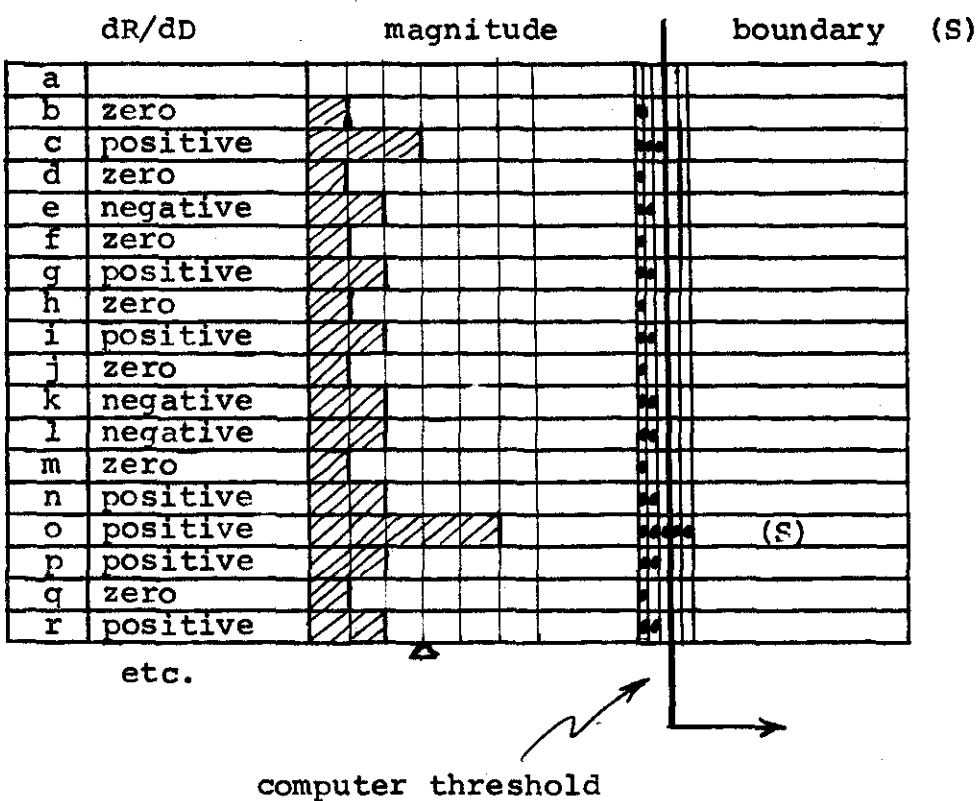 dR/dD magnitude boundary (S)
a
b zero
c positive
d zero
e negative
f zero
g positive
h zero
i positive
j zero
k negative
l negative
m zero
n positive
o positive (S)
p positive
q zero
r positive
etc.
computer threshold